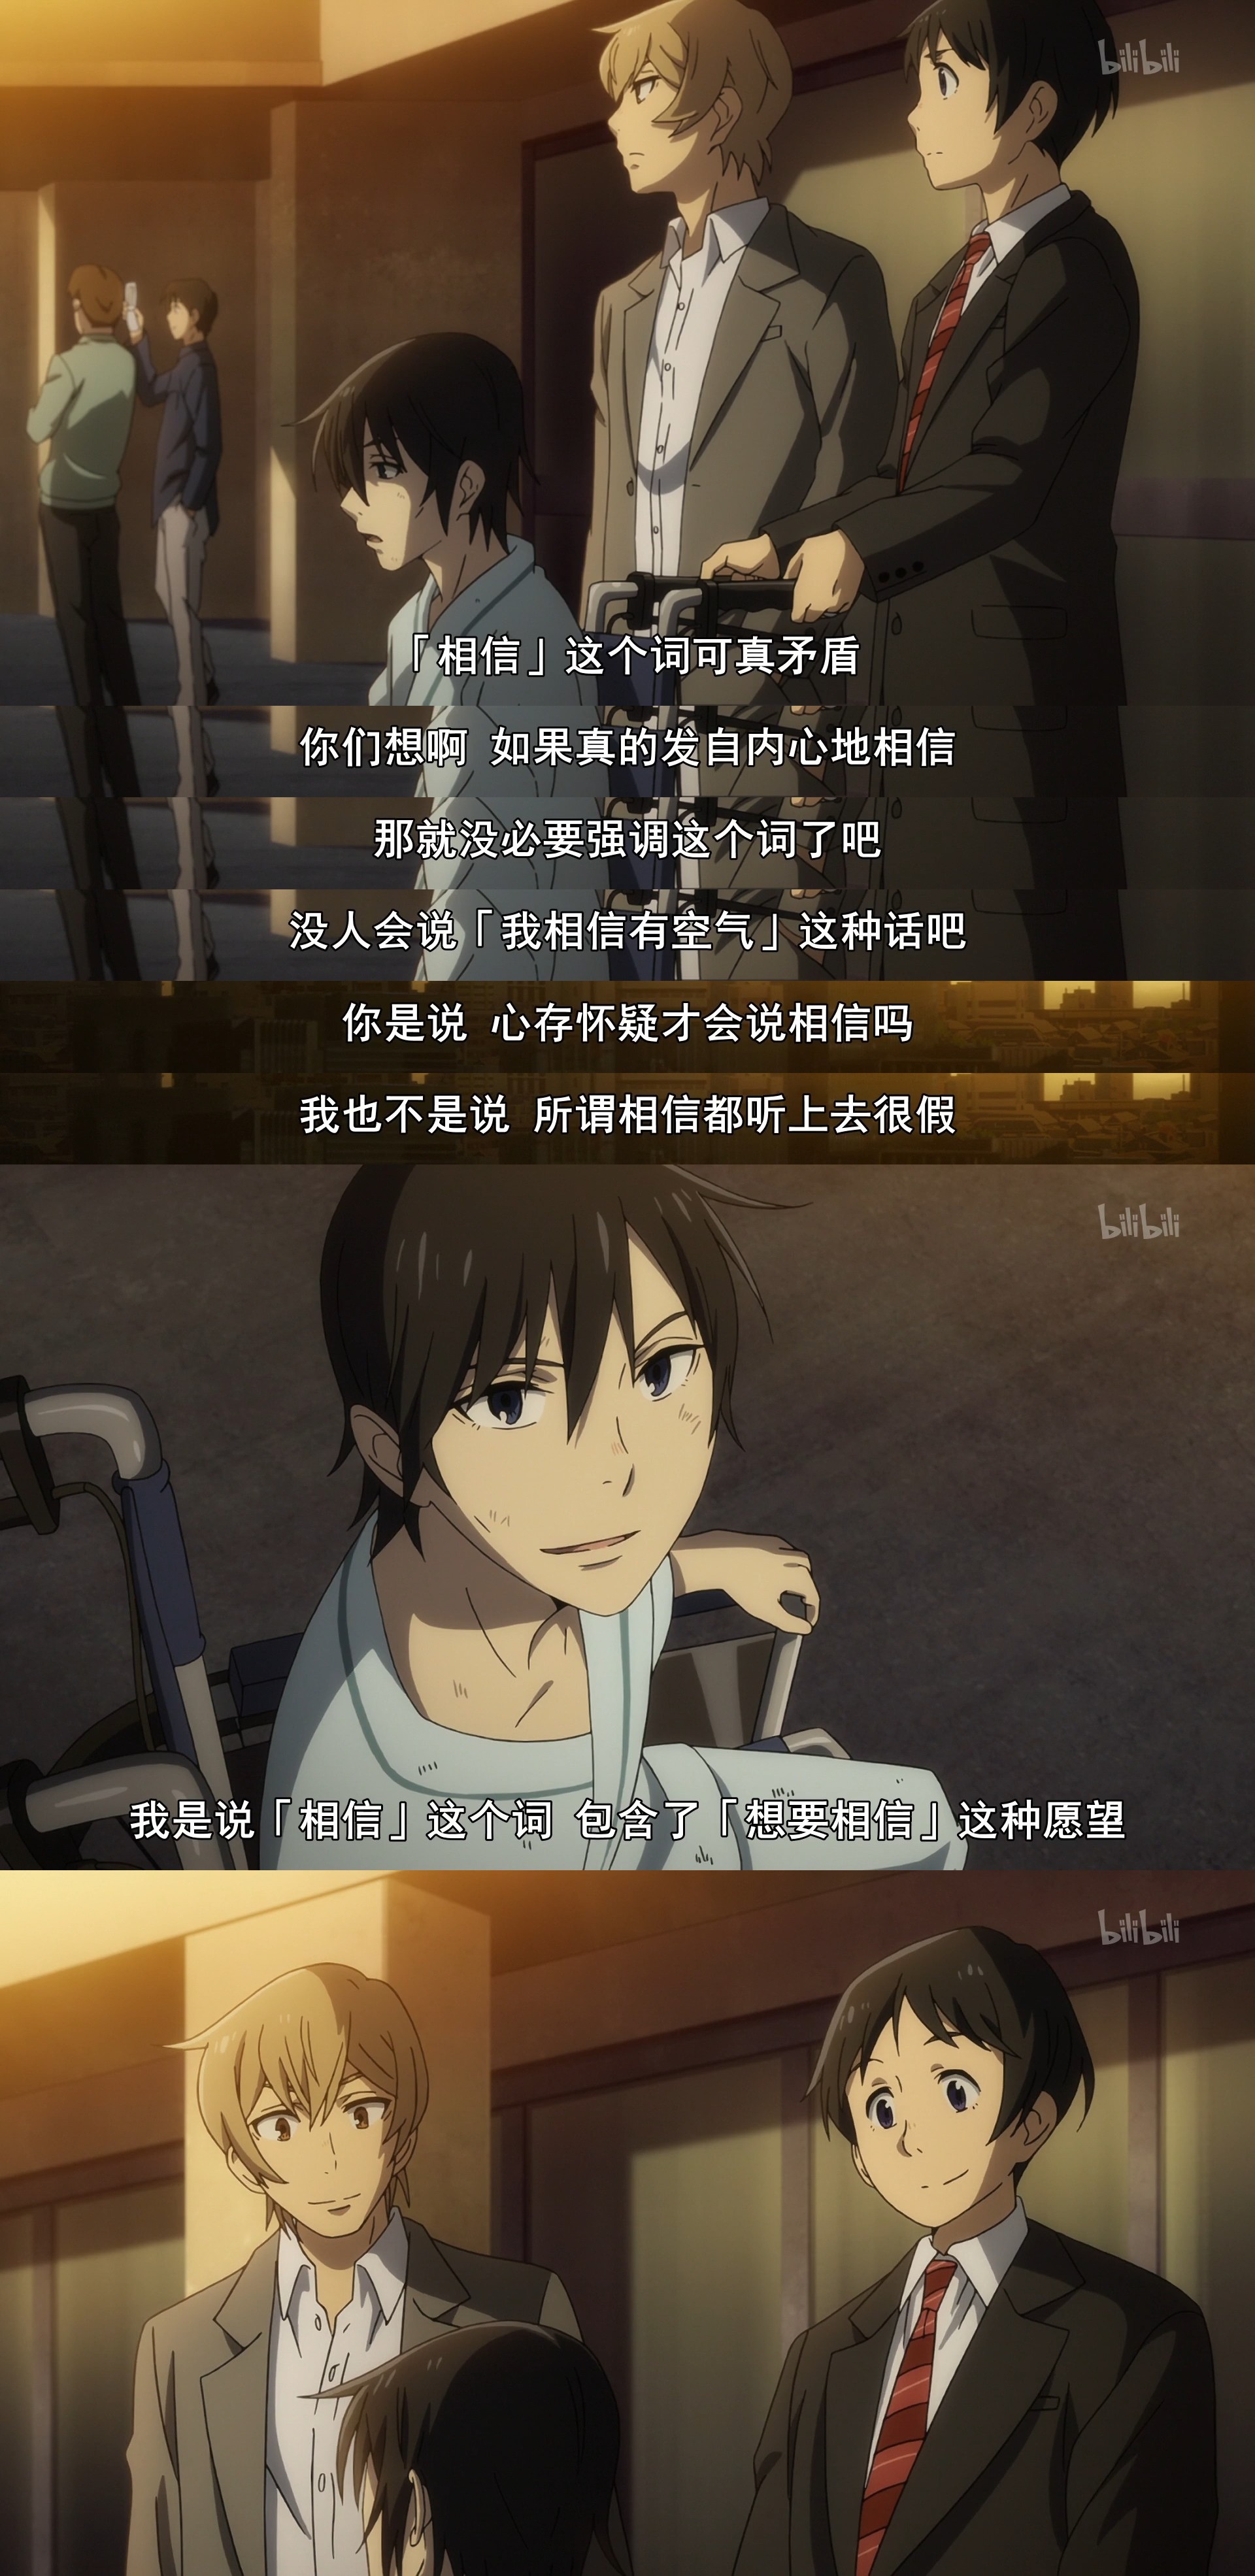 bilibili
「相信」这个词可真矛盾
你们想啊 如果真的发自内心地相信
那就没必要强调这个词了吧
没人会说「我相信有空气」这种话吧
你是说 心存怀疑才会说相信吗
我也不是说 所谓相信都听上去很假
bilibili
我是说「相信」这个词 包含了「想要相信」这种愿望
bilibili